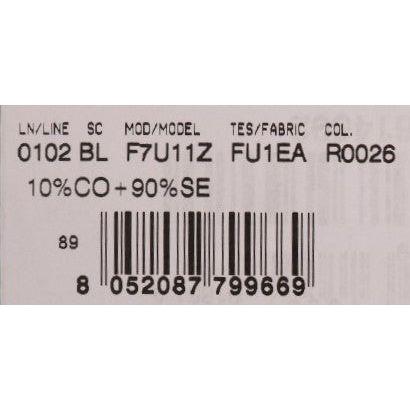 LN/LINE SC MOD/MODEL TES/FABRIC COL.
0102 BL F7U11Z FU1EA R0026
10%CO+90%SE
89
8 052087 799669